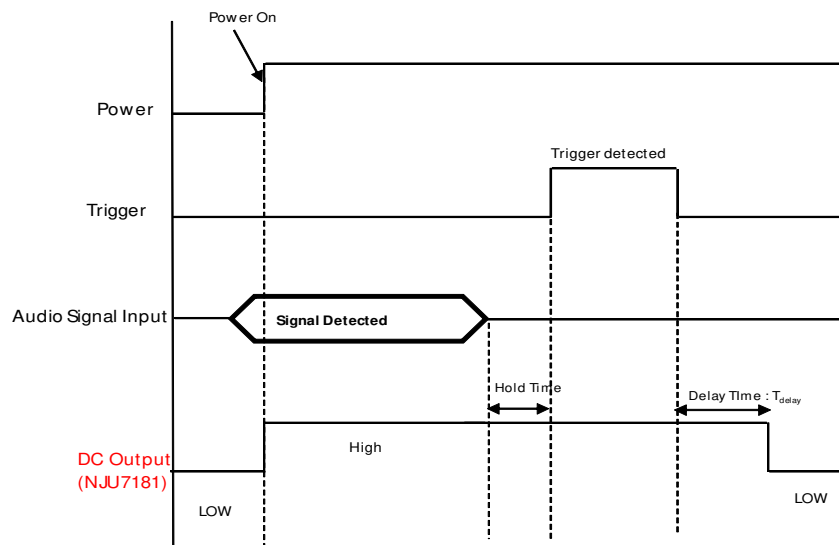 Power On
Power
Trigger detected
Trigger
Audio Signal Input
Signal Detected
Hold Time
Delay TIme : Tdelay
High
DC Output
(NJU7181)
LOW
LOW